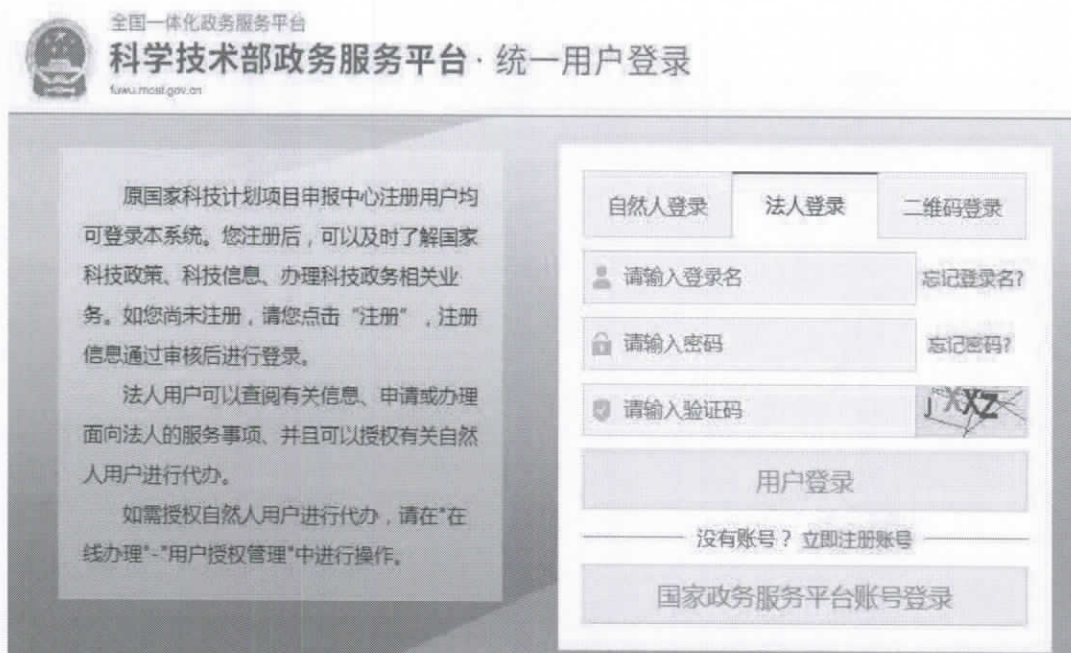 全国一体化政务服务平台
科学技术部政务服务平台·统一用户登录
fuwu.most.gov.cn
原国家科技计划项目申报中心注册用户均
可登录本系统。您注册后，可以及时了解国家
科技政策、科技信息、办理科技政务相关业
务。如您尚未注册，请您点击“注册”，注册
信息通过审核后进行登录。
法人用户可以查阅有关信息、申请或办理
面向法人的服务事项、并且可以授权有关自然
人用户进行代办。
如需授权自然人用户进行代办，请在"在
线办理"-"用户授权管理"中进行操作。
自然人登录 法人登录 二维码登录
请输入登录名 忘记登录名?
请输入密码 忘记密码?
请输入验证码 JXXZ
用户登录
没有账号？立即注册账号
国家政务服务平台账号登录